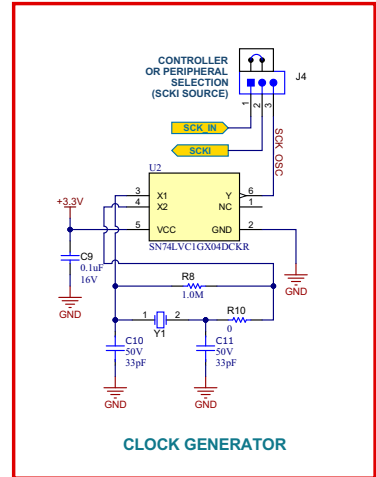 CONTROLLER
OR PERIPHERAL
SELECTION
(SCKI SOURCE)
J4
1
2
3
SCK_IN
SCKI
SCK_OSC
U2
+3.3V
3 X1 Y 6
4 X2 NC 1
5 VCC GND 2
SN74LVC1GX04DCKR
C9
0.1uF
16V
GND
GND
R8
1.0M
1 2
Y1
R10
0
C10
50V
33pF
C11
50V
33pF
GND
GND
CLOCK GENERATOR